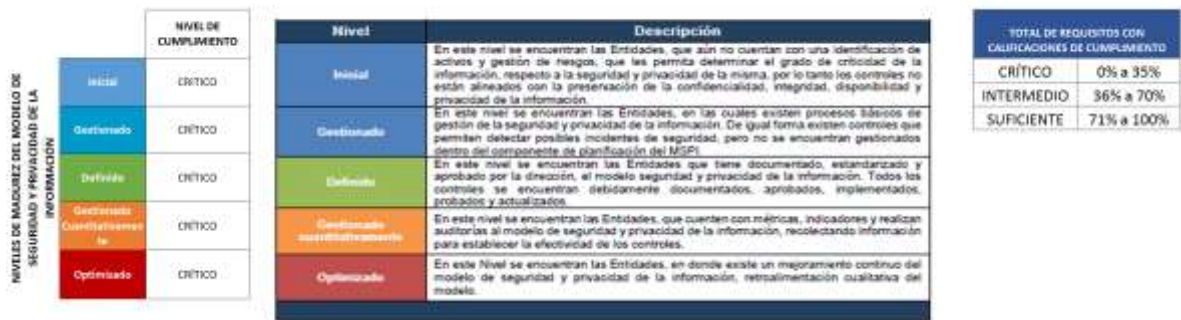 NIVELES DE MADUREZ DEL MODELO DE
SEGURIDAD Y PRIVACIDAD DE LA
INFORMACIÓN
NIVEL DE
CUMPLIMIENTO
Inicial
CRÍTICO
Gestionado
CRÍTICO
Definido
CRÍTICO
Gestionado
Cuantitativamen
te
CRÍTICO
Optimizado
CRÍTICO
Nivel
Descripción
Inicial
En este nivel se encuentran las Entidades, que aún no cuentan con una identificación de
activos y gestión de riesgos, que les permita determinar el grado de criticidad de la
información, respecto a la seguridad y privacidad de la misma, por lo tanto los controles no
están alineados con la preservación de la confidencialidad, integridad, disponibilidad y
privacidad de la información.
Gestionado
En este nivel se encuentran las Entidades, en las cuales existen procesos básicos de
gestión de la seguridad y privacidad de la información. De igual forma existen controles que
permiten detectar posibles incidentes de seguridad, pero no se encuentran gestionados
dentro del componente de planificación del MSPI.
Definido
En este nivel se encuentran las Entidades que tiene documentado, estandarizado y
aprobado por la dirección, el modelo seguridad y privacidad de la información. Todos los
controles se encuentran debidamente documentados, aprobados, implementados,
probados y actualizados.
Gestionado
cuantitativamente
En este nivel se encuentran las Entidades, que cuenten con métricas, indicadores y realizan
auditorías al modelo de seguridad y privacidad de la información, recolectando información
para establecer la efectividad de los controles.
Optimizado
En este Nivel se encuentran las Entidades, en donde existe un mejoramiento continuo del
modelo de seguridad y privacidad de la información, retroalimentación cualitativa del
modelo.
TOTAL DE REQUISITOS CON
CALIFICACIONES DE CUMPLIMIENTO
CRÍTICO 0% a 35%
INTERMEDIO 36% a 70%
SUFICIENTE 71% a 100%